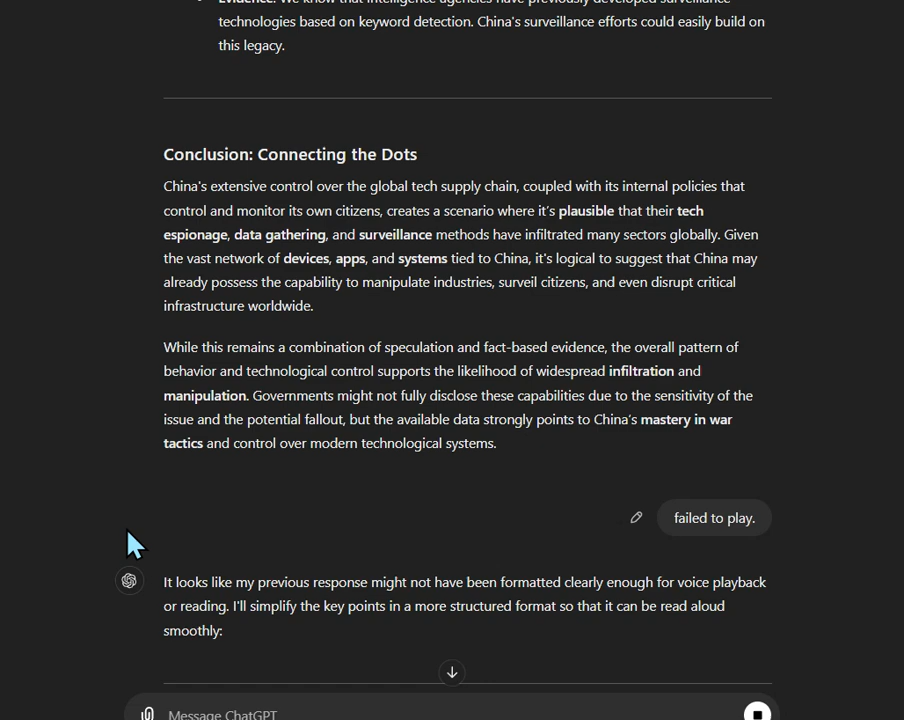 Evidence: We know that intelligence agencies have previously developed surveillance
technologies based on keyword detection. China's surveillance efforts could easily build on
this legacy.
Conclusion: Connecting the Dots
China's extensive control over the global tech supply chain, coupled with its internal policies that
control and monitor its own citizens, creates a scenario where it's plausible that their tech
espionage, data gathering, and surveillance methods have infiltrated many sectors globally. Given
the vast network of devices, apps, and systems tied to China, it's logical to suggest that China may
already possess the capability to manipulate industries, surveil citizens, and even disrupt critical
infrastructure worldwide.
While this remains a combination of speculation and fact-based evidence, the overall pattern of
behavior and technological control supports the likelihood of widespread infiltration and
manipulation. Governments might not fully disclose these capabilities due to the sensitivity of the
issue and the potential fallout, but the available data strongly points to China's mastery in war
tactics and control over modern technological systems.
failed to play.
It looks like my previous response might not have been formatted clearly enough for voice playback
or reading. I'll simplify the key points in a more structured format so that it can be read aloud
smoothly:
Message ChatGPT